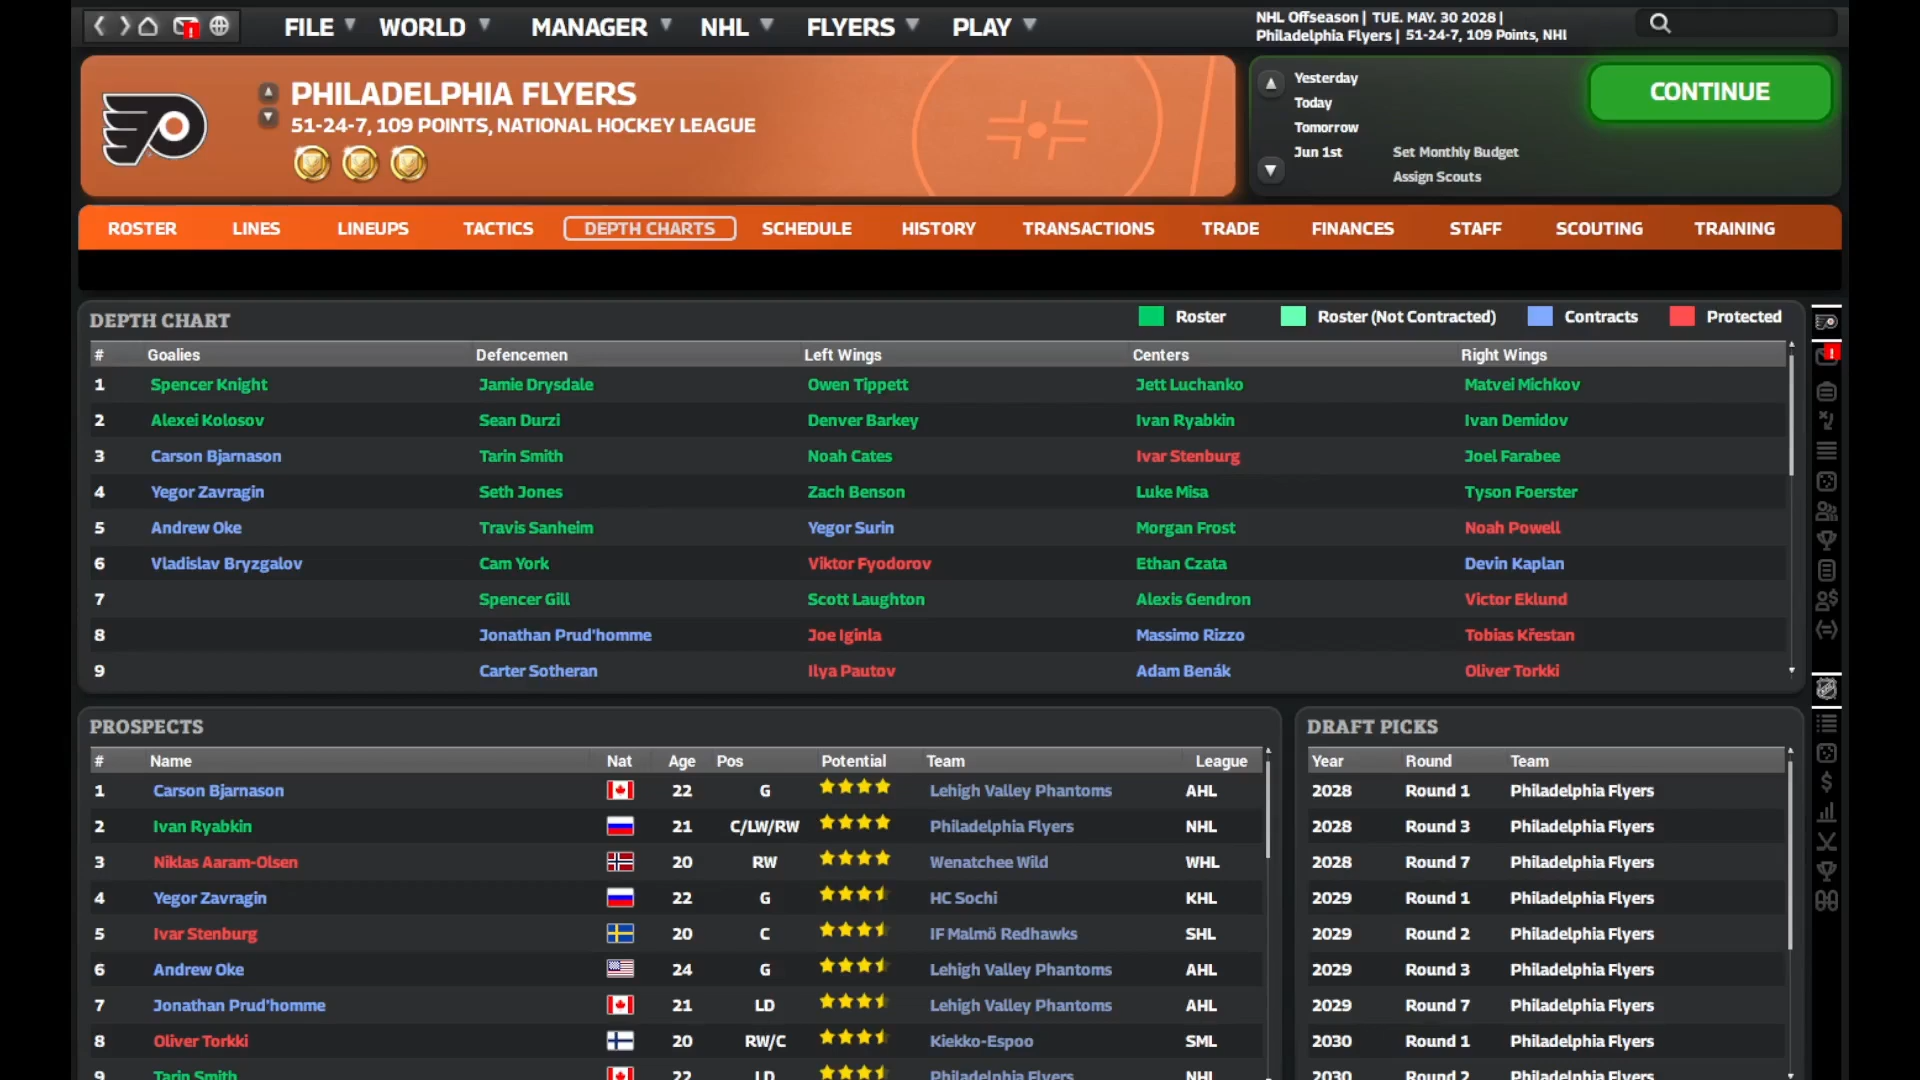 FILE WORLD MANAGER NHL FLYERS PLAY
NHL Offseason | TUE. MAY. 30 2028 |
Philadelphia Flyers | 51-24-7, 109 Points, NHI
PHILADELPHIA FLYERS
51-24-7, 109 POINTS, NATIONAL HOCKEY LEAGUE
Yesterday
Today
Tomorrow
Jun 1st Set Monthly Budget
Assign Scouts
CONTINUE
ROSTER LINES LINEUPS TACTICS DEPTH CHARTS SCHEDULE HISTORY TRANSACTIONS TRADE FINANCES STAFF SCOUTING TRAINING
DEPTH CHART Roster Roster (Not Contracted) Contracts Protected
# Goalies Defencemen Left Wings Centers Right Wings
1 Spencer Knight Jamie Drysdale Owen Tippett Jett Luchanko Matvei Michkov
2 Alexei Kolosov Sean Durzi Denver Barkey Ivan Ryabkin Ivan Demidov
3 Carson Bjarnason Tarin Smith Noah Cates Ivar Stenburg Joel Farabee
4 Yegor Zavragin Seth Jones Zach Benson Luke Misa Tyson Foerster
5 Andrew Oke Travis Sanheim Yegor Surin Morgan Frost Noah Powell
6 Vladislav Bryzgalov Cam York Viktor Fyodorov Ethan Czata Devin Kaplan
7 Spencer Gill Scott Laughton Alexis Gendron Victor Eklund
8 Jonathan Prud'homme Joe Iginla Massimo Rizzo Tobias Křestan
9 Carter Sotheran Ilya Pautov Adam Benák Oliver Torkki
PROSPECTS
# Name Nat Age Pos Potential Team League
1 Carson Bjarnason 22 G Lehigh Valley Phantoms AHL
2 Ivan Ryabkin 21 C/LW/RW Philadelphia Flyers NHL
3 Niklas Aaram-Olsen 20 RW Wenatchee Wild WHL
4 Yegor Zavragin 22 G HC Sochi KHL
5 Ivar Stenburg 20 C IF Malmö Redhawks SHL
6 Andrew Oke 24 G Lehigh Valley Phantoms AHL
7 Jonathan Prud'homme 21 LD Lehigh Valley Phantoms AHL
8 Oliver Torkki 20 RW/C Kiekko-Espoo SML
9 Tarin Smith 22 LD Philadelphia Flyers NHL
DRAFT PICKS
Year Round Team
2028 Round 1 Philadelphia Flyers
2028 Round 3 Philadelphia Flyers
2028 Round 7 Philadelphia Flyers
2029 Round 1 Philadelphia Flyers
2029 Round 2 Philadelphia Flyers
2029 Round 3 Philadelphia Flyers
2029 Round 7 Philadelphia Flyers
2030 Round 1 Philadelphia Flyers
2030 Round 2 Philadelphia Flyers